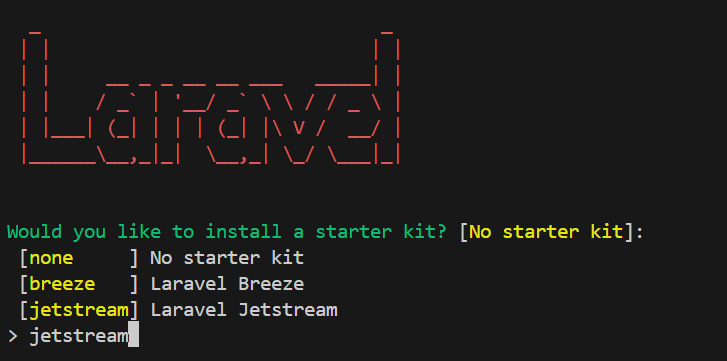 Laravel
Would you like to install a starter kit? [No starter kit]:
[none     ] No starter kit
[breeze   ] Laravel Breeze
[jetstream] Laravel Jetstream
> jetstream